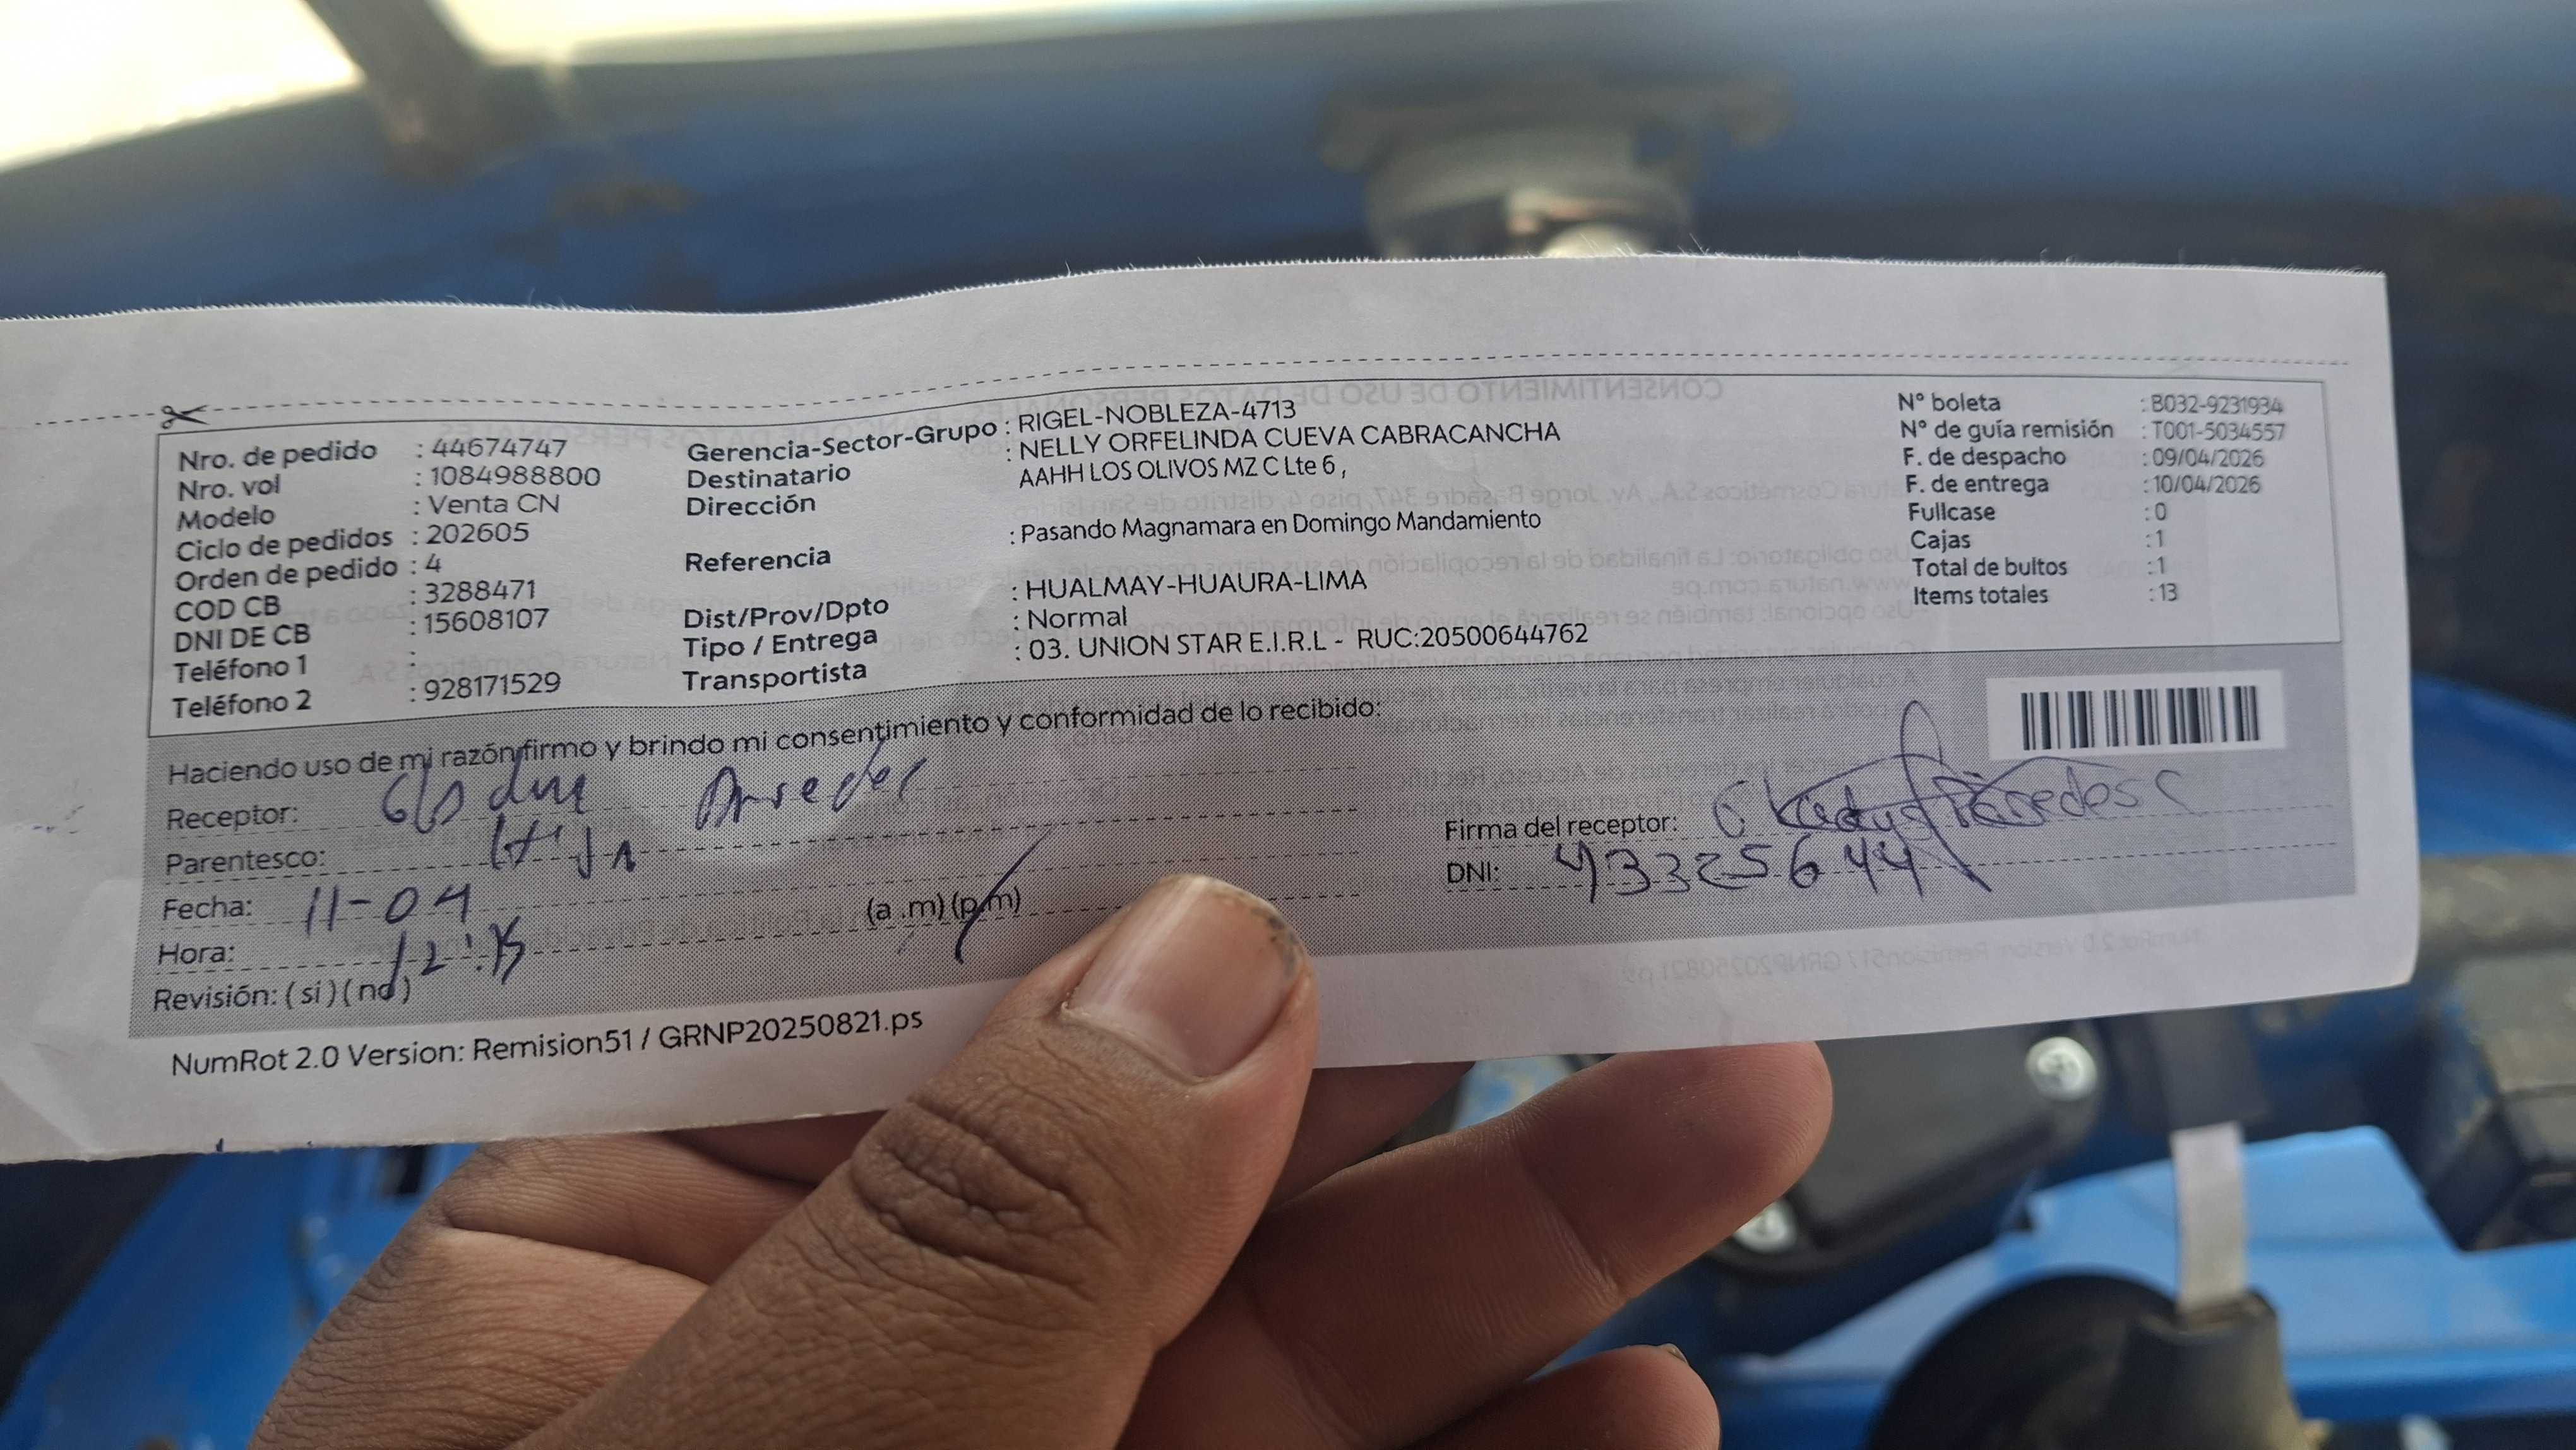 Nro. de pedido : 44674747
Nro. vol : 1084988800
Modelo : Venta CN
Ciclo de pedidos : 202605
Orden de pedido : 4
COD CB : 3288471
DNI DE CB : 15608107
Teléfono 1 :
Teléfono 2 : 928171529
Gerencia-Sector-Grupo : RIGEL-NOBLEZA-4713
Destinatario : NELLY ORFELINDA CUEVA CABRACANCHA
Dirección AAHH LOS OLIVOS MZ C Lte 6 ,
Referencia : Pasando Magnamara en Domingo Mandamiento
Dist/Prov/Dpto : HUALMAY-HUAURA-LIMA
Tipo / Entrega : Normal
Transportista : 03. UNION STAR E.I.R.L - RUC:20500644762
N° boleta : B032-9231934
N° de guía remisión : T001-5034557
F. de despacho : 09/04/2026
F. de entrega : 10/04/2026
Fullcase : 0
Cajas : 1
Total de bultos : 1
Items totales : 13
Haciendo uso de mi razón firmo y brindo mi consentimiento y conformidad de lo recibido:
Receptor:
Parentesco: Hija
Fecha: 11-04
Hora: 12:15 (a .m) (p.m)
Revisión: ( si ) ( no )
Firma del receptor: Paredes C
DNI: 43325644
NumRot 2.0 Version: Remision51 / GRNP20250821.ps